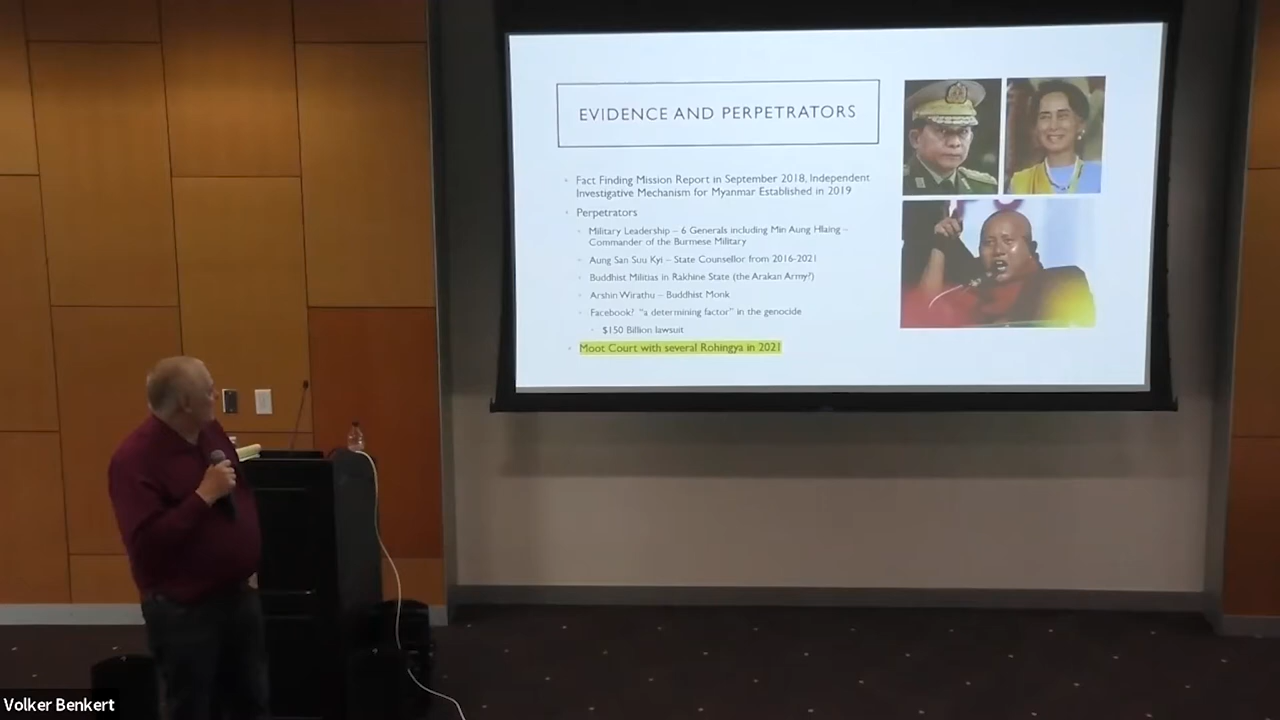 EVIDENCE AND PERPETRATORS
Fact Finding Mission Report in September 2018, Independent
Investigative Mechanism for Myanmar Established in 2019
Perpetrators
Military Leadership – 6 Generals including Min Aung Hlaing –
Commander of the Burmese Military
Aung San Suu Kyi – State Counsellor from 2016-2021
Buddhist Militias in Rakhine State (the Arakan Army?)
Arshin Wirathu – Buddhist Monk
Facebook? "a determining factor" in the genocide
$150 Billion lawsuit
Moot Court with several Rohingya in 2021
Volker Benkert